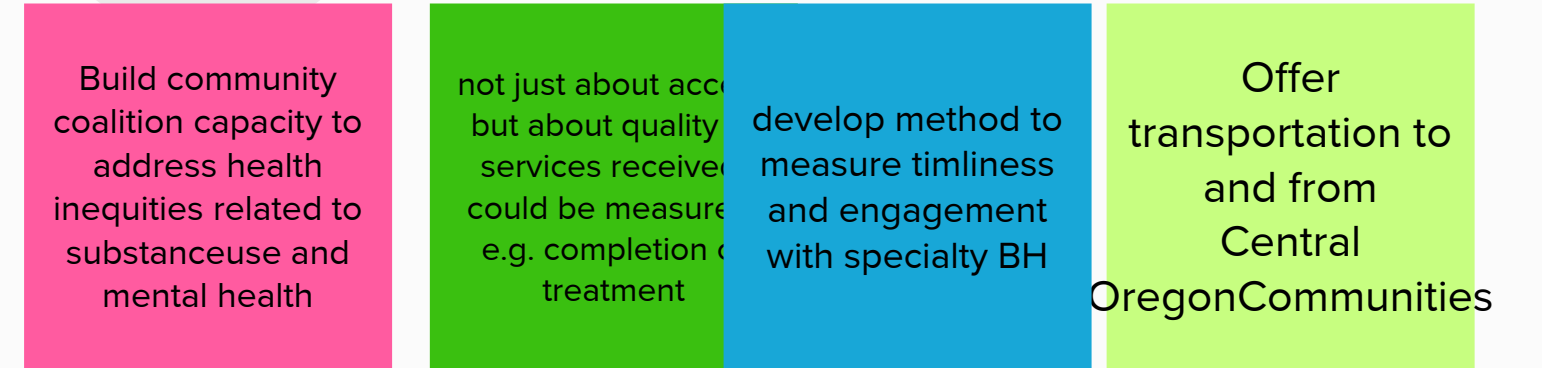 Build community
coalition capacity to
address health
inequities related to
substanceuse and
mental health
not just about
but about quality
services
could be
e.g. completion
treatment
develop method to
measure timliness
and engagement
with specialty BH
Offer
transportation to
and from
Central
OregonCommunities